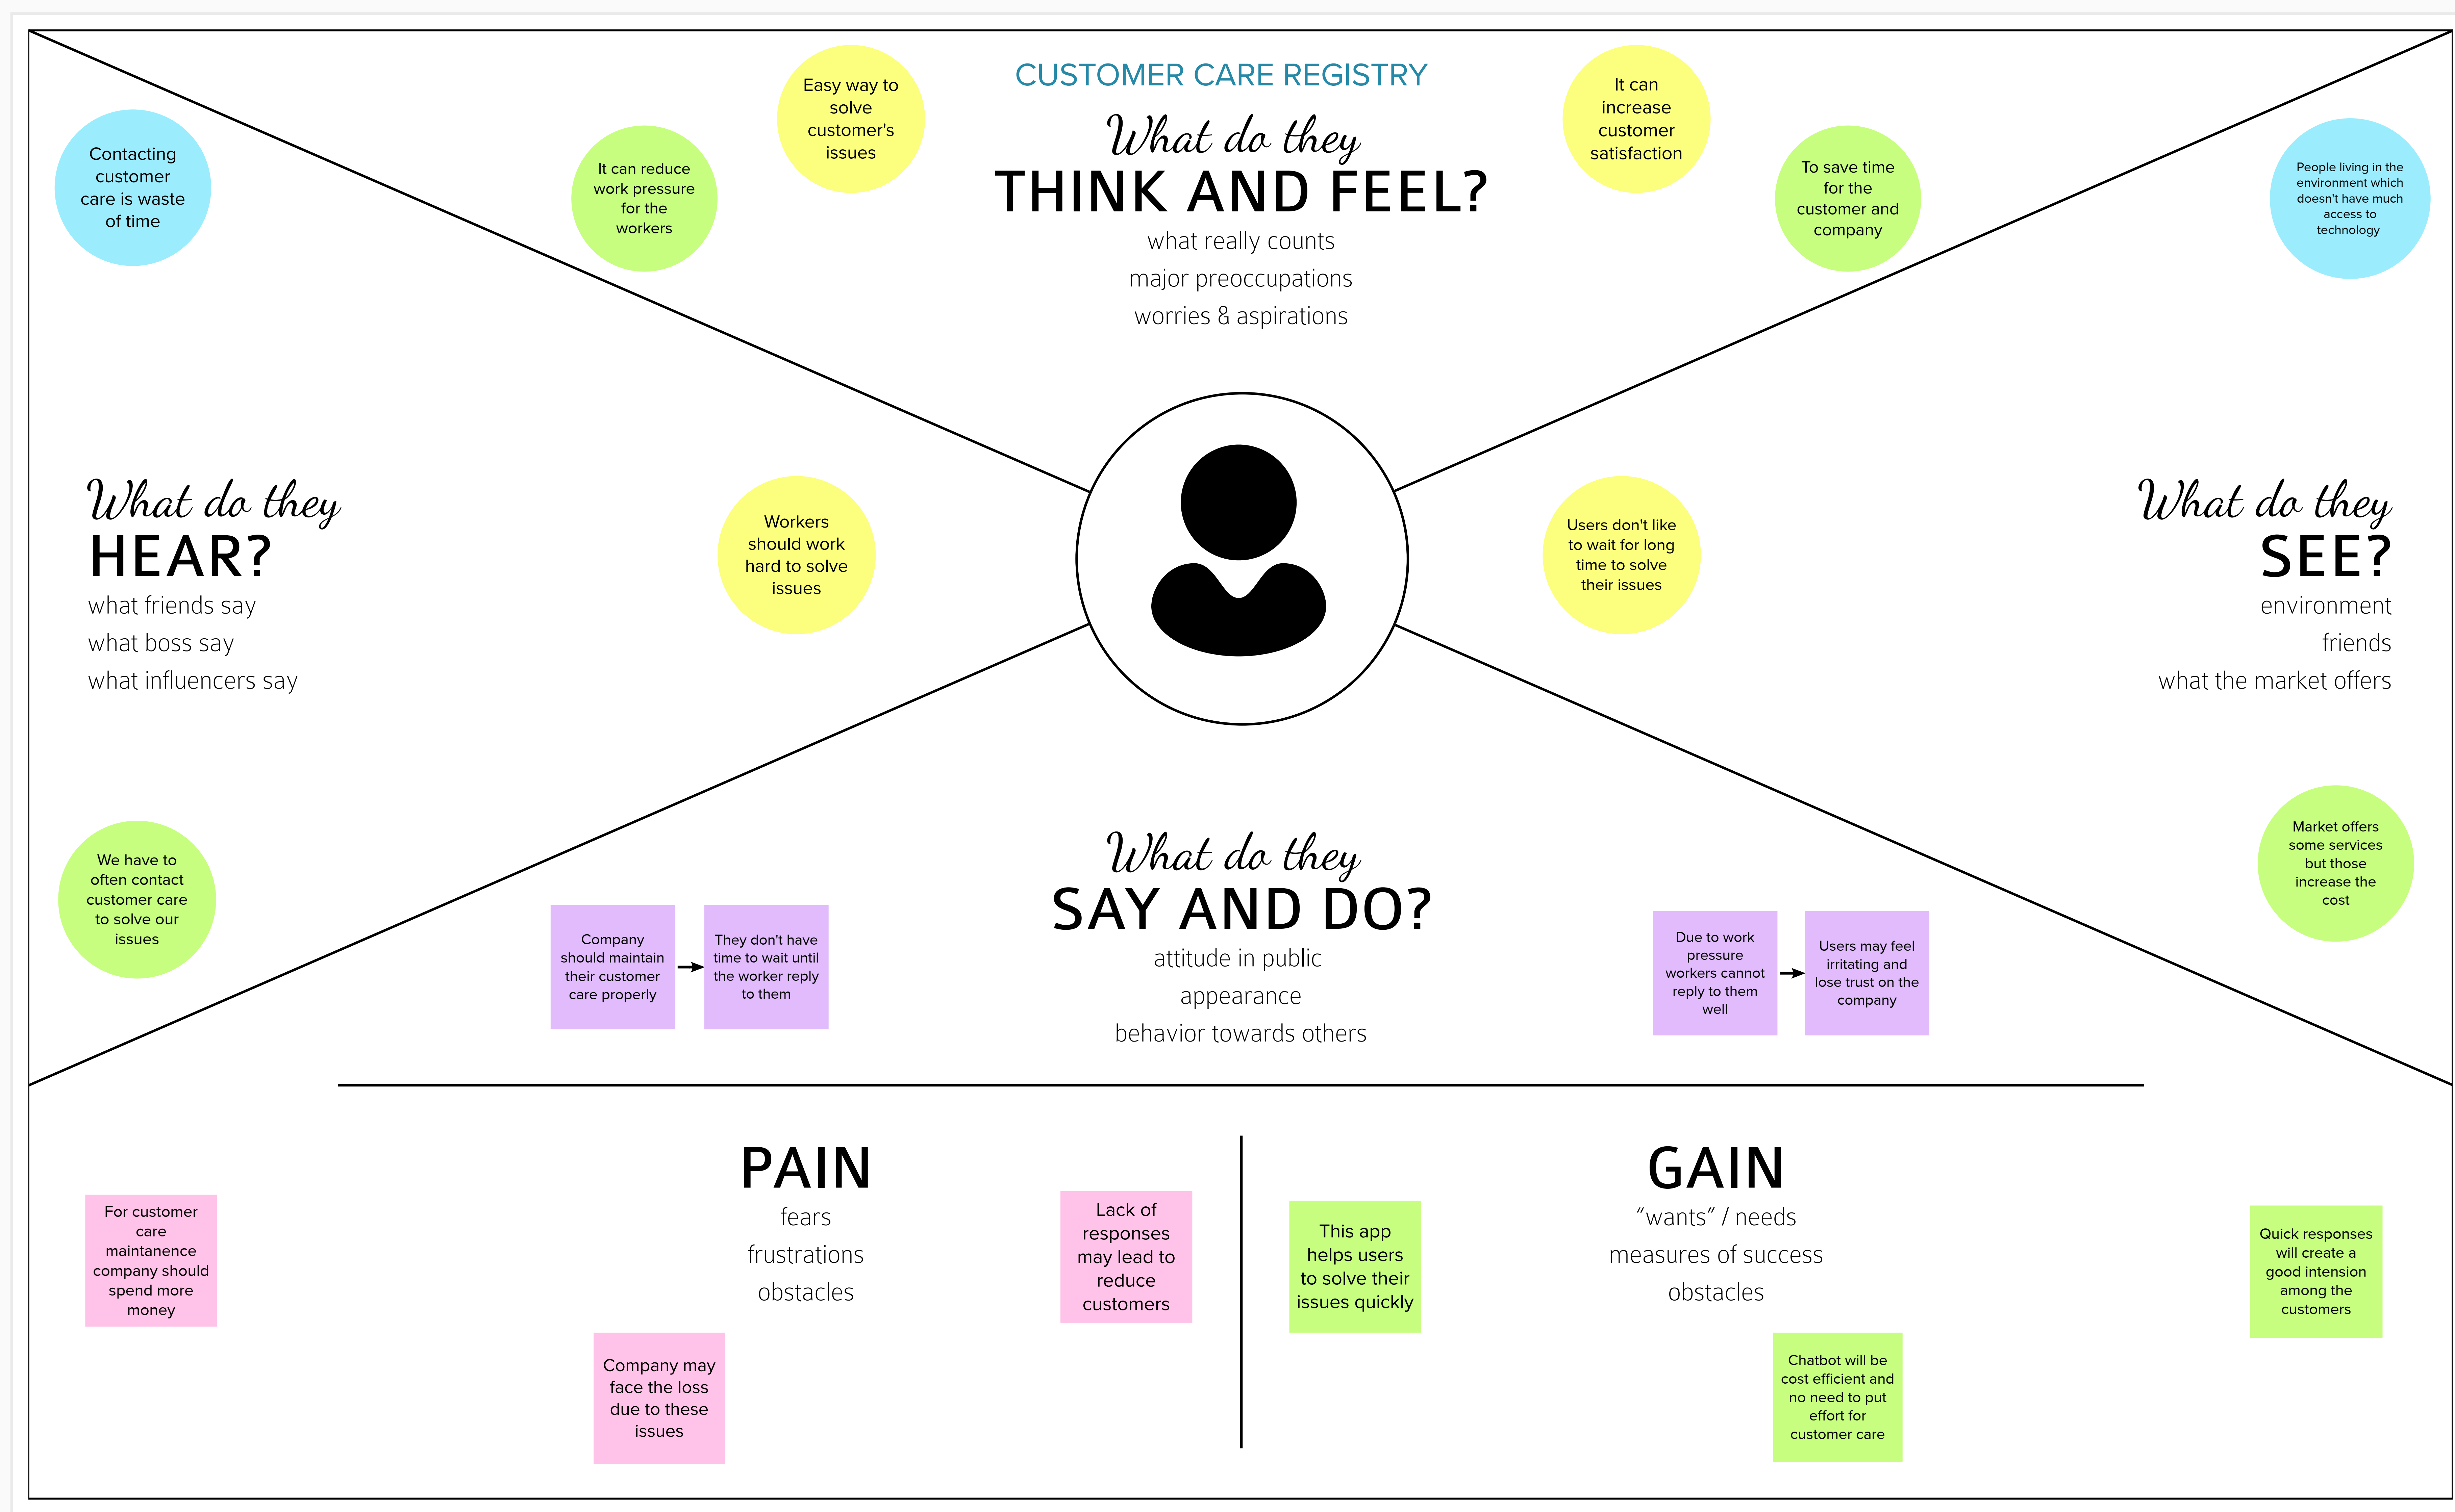 CUSTOMER CARE REGISTRY
What do they
THINK AND FEEL?
what really counts
major preoccupations
worries & aspirations
Contacting
customer
care is waste
of time
It can reduce
work pressure
for the
workers
Easy way to
solve
customer's
issues
It can
increase
customer
satisfaction
To save time
for the
customer and
company
People living in the
environment which
doesn't have much
access to
technology
What do they
HEAR?
what friends say
what boss say
what influencers say
Workers
should work
hard to solve
issues
Users don't like
to wait for long
time to solve
their issues
What do they
SEE?
environment
friends
what the market offers
We have to
often contact
customer care
to solve our
issues
Company
should maintain
their customer
care properly
They don't have
time to wait until
the worker reply
to them
What do they
SAY AND DO?
attitude in public
appearance
behavior towards others
Due to work
pressure
workers cannot
reply to them
well
Users may feel
irritating and
lose trust on the
company
Market offers
some services
but those
increase the
cost
PAIN
fears
frustrations
obstacles
For customer
care
maintanence
company should
spend more
money
Company may
face the loss
due to these
issues
Lack of
responses
may lead to
reduce
customers
GAIN
“wants” / needs
measures of success
obstacles
This app
helps users
to solve their
issues quickly
Chatbot will be
cost efficient and
no need to put
effort for
customer care
Quick responses
will create a
good intension
among the
customers